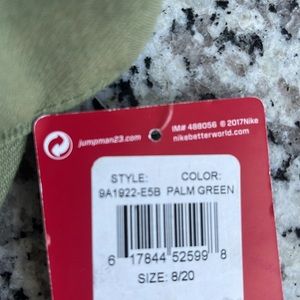 IM# 488056 © 2017Nike
jumpman23.com
nikebetterworld.com
STYLE: COLOR:
9A1922-E5B PALM GREEN
6 17844 52599 8
SIZE: 8/20